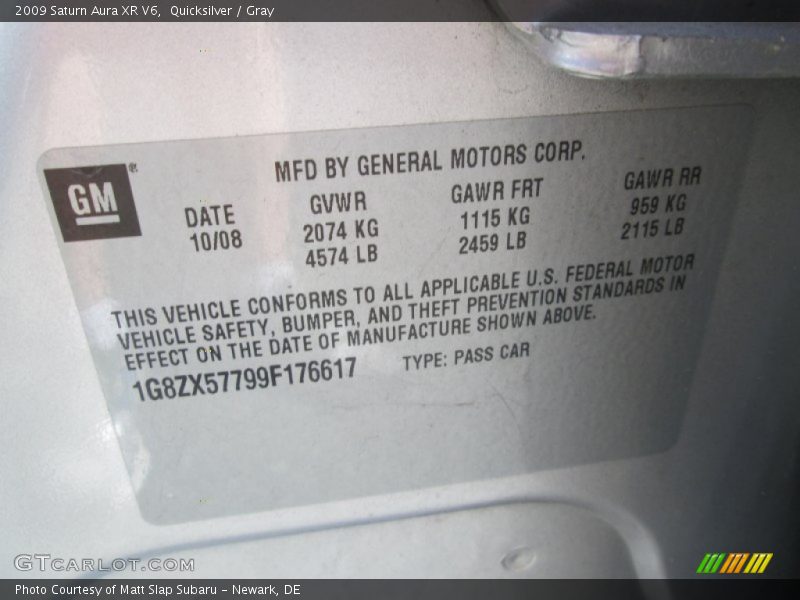 2009 Saturn Aura XR V6,  Quicksilver / Gray
GM®
MFD BY GENERAL MOTORS CORP.
DATE
10/08
GVWR
2074 KG
4574 LB
GAWR FRT
1115 KG
2459 LB
GAWR RR
959 KG
2115 LB
THIS VEHICLE CONFORMS TO ALL APPLICABLE U.S. FEDERAL MOTOR
VEHICLE SAFETY, BUMPER, AND THEFT PREVENTION STANDARDS IN
EFFECT ON THE DATE OF MANUFACTURE SHOWN ABOVE.
1G8ZX57799F176617
TYPE: PASS CAR
GTCARLOT.COM
Photo Courtesy of Matt Slap Subaru - Newark, DE